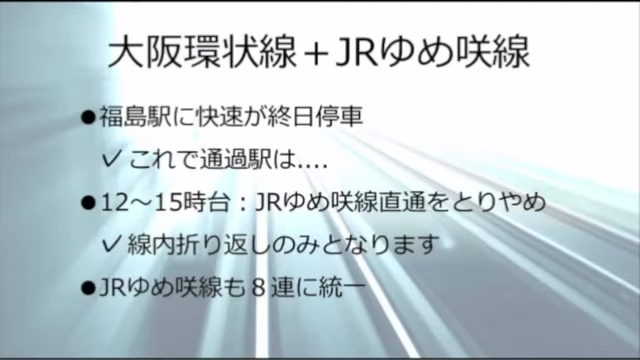 大阪環状線＋JRゆめ咲線
●福島駅に快速が終日停車
✓これで通過駅は....
●12～15時台：JRゆめ咲線直通をとりやめ
✓線内折り返しのみとなります
●JRゆめ咲線も８連に統一